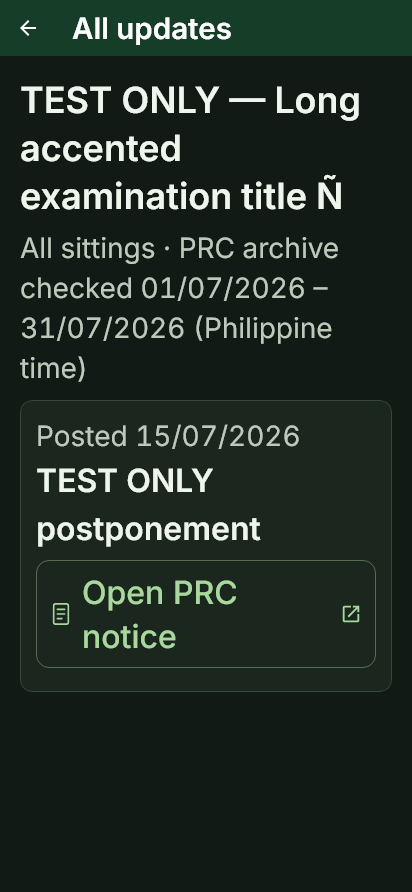 All updates
TEST ONLY — Long
accented
examination title Ñ
All sittings · PRC archive
checked 01/07/2026 –
31/07/2026 (Philippine
time)
Posted 15/07/2026
TEST ONLY
postponement
Open PRC
notice